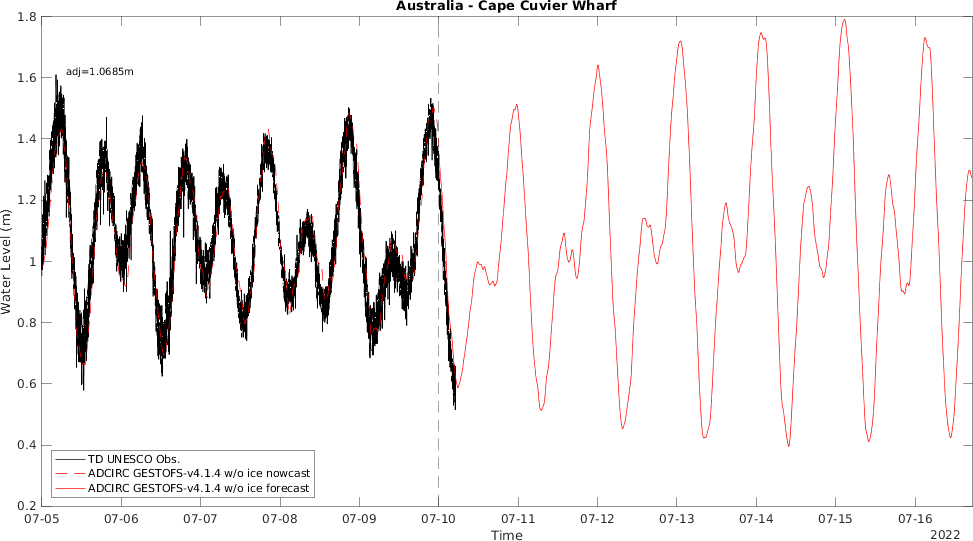 Australia - Cape Cuvier Wharf
1.8
1.6
1.4
1.2
1
0.8
0.6
0.4
0.2
Water Level (m)
adj=1.0685m
TD UNESCO Obs.
ADCIRC GESTOFS-v4.1.4 w/o ice nowcast
ADCIRC GESTOFS-v4.1.4 w/o ice forecast
07-05 07-06 07-07 07-08 07-09 07-10 07-11 07-12 07-13 07-14 07-15 07-16
Time
2022